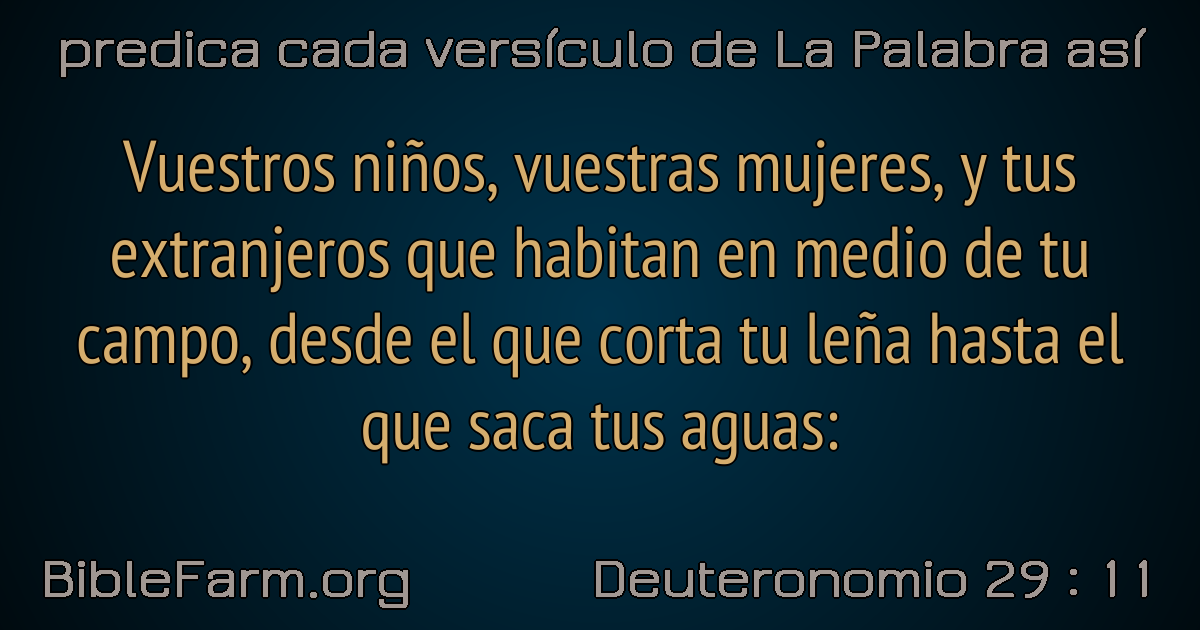 predica cada versículo de La Palabra así
Vuestros niños, vuestras mujeres, y tus
extranjeros que habitan en medio de tu
campo, desde el que corta tu leña hasta el
que saca tus aguas:
BibleFarm.org
Deuteronomio 29 : 11